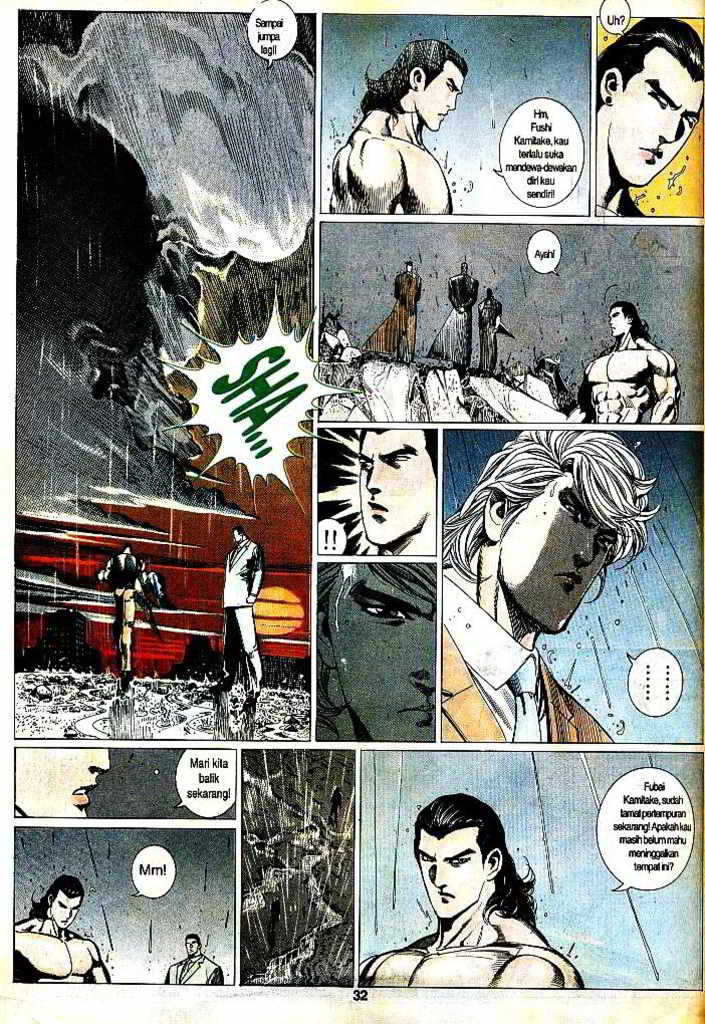 Sampai
jumpa
lagi!
Hm,
Fushi
Kamitake, kau
terlalu suka
mendewa-dewakan
diri kau
sendiri!
Uh?
Ayah!
SHA...
!!
......
Mari kita
balik
sekarang!
Mm!
Fubai
Kamitake, sudah
tamat pertempuran
sekarang! Apakah kau
masih belum mahu
meninggalkan
tempat ini?
32